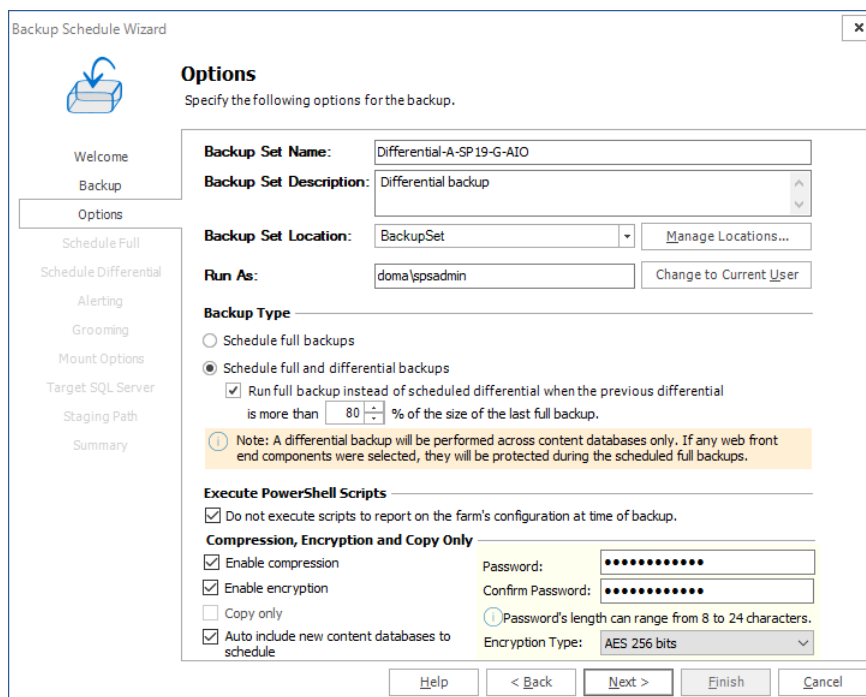 Backup Schedule Wizard
Options
Specify the following options for the backup.
Welcome
Backup
Options
Schedule Full
Schedule Differential
Alerting
Grooming
Mount Options
Target SQL Server
Staging Path
Summary
Backup Set Name: Differential-A-SP19-G-AIO
Backup Set Description: Differential backup
Backup Set Location: BackupSet Manage Locations...
Run As: doma\spsadmin Change to Current User
Backup Type
Schedule full backups
Schedule full and differential backups
Run full backup instead of scheduled differential when the previous differential
is more than 80 % of the size of the last full backup.
Note: A differential backup will be performed across content databases only. If any web front
end components were selected, they will be protected during the scheduled full backups.
Execute PowerShell Scripts
Do not execute scripts to report on the farm's configuration at time of backup.
Compression, Encryption and Copy Only
Enable compression
Enable encryption
Copy only
Auto include new content databases to
schedule
Password: ••••••••••••
Confirm Password: ••••••••••••
Password's length can range from 8 to 24 characters.
Encryption Type: AES 256 bits
Help < Back Next > Finish Cancel